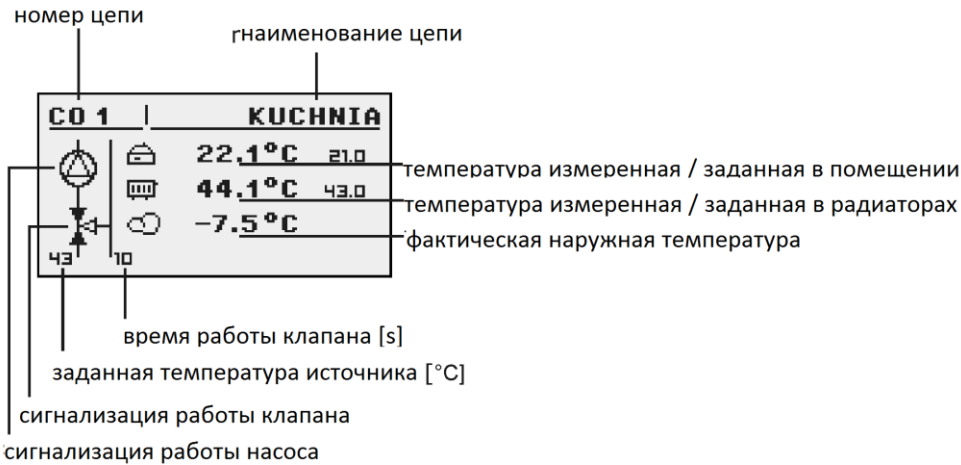 номер цепи
гнаименование цепи
CO 1 KUCHNIA
22.1°C 21.0
температура измеренная / заданная в помещении
44.1°C 43.0
температура измеренная / заданная в радиаторах
-7.5°C
фактическая наружная температура
43 10
время работы клапана [s]
заданная температура источника [°C]
сигнализация работы клапана
сигнализация работы насоса